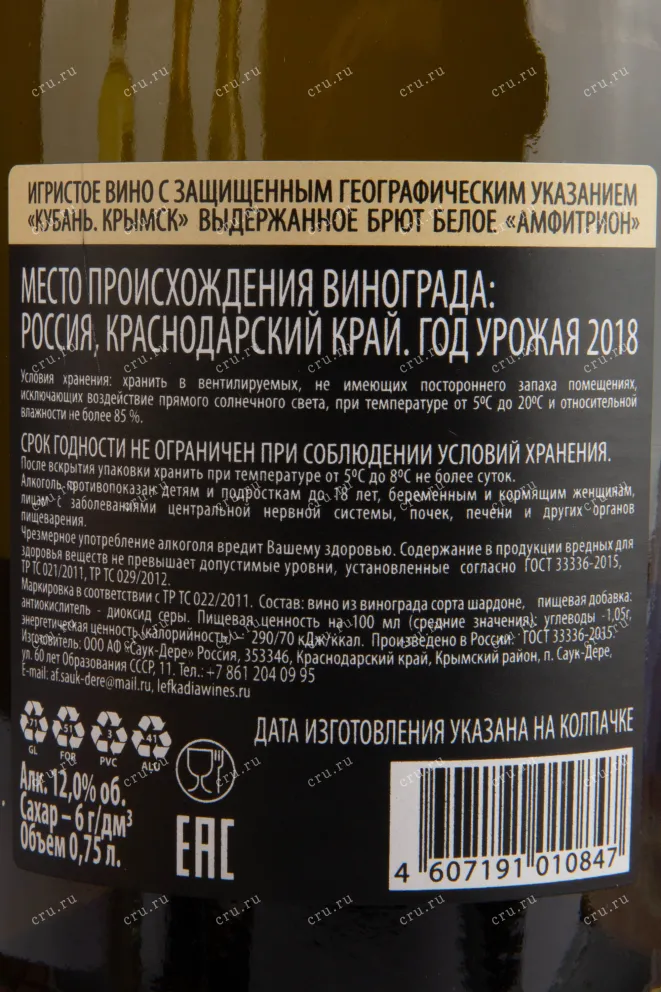 ИГРИСТОЕ ВИНО С ЗАЩИЩЕННЫМ ГЕОГРАФИЧЕСКИМ УКАЗАНИЕМ
«КУБАНЬ. КРЫМСК» ВЫДЕРЖАННОЕ БРЮТ БЕЛОЕ «АМФИТРИОН»
МЕСТО ПРОИСХОЖДЕНИЯ ВИНОГРАДА:
РОССИЯ, КРАСНОДАРСКИЙ КРАЙ. ГОД УРОЖАЯ 2018
Условия хранения: хранить в вентилируемых, не имеющих постороннего запаха помещениях,
исключающих воздействие прямого солнечного света, при температуре от 5ºС до 20ºС и относительной
влажности не более 85 %.
СРОК ГОДНОСТИ НЕ ОГРАНИЧЕН ПРИ СОБЛЮДЕНИИ УСЛОВИЙ ХРАНЕНИЯ.
После вскрытия упаковки хранить при температуре от 5ºС до 8ºС не более суток.
Алкоголь противопоказан детям и подросткам до 18 лет, беременным и кормящим женщинам,
лицам с заболеваниями центральной нервной системы, почек, печени и других органов
пищеварения.
Чрезмерное употребление алкоголя вредит Вашему здоровью. Содержание в продукции вредных для
здоровья веществ не превышает допустимые уровни, установленные согласно ГОСТ 33336-2015,
ТР ТС 021/2011, ТР ТС 029/2012.
Маркировка в соответствии с ТР ТС 022/2011. Состав: вино из винограда сорта шардоне, пищевая добавка:
антиокислитель - диоксид серы. Пищевая ценность на 100 мл (средние значения): углеводы -1,05г,
энергетическая ценность (калорийность) - 290/70 кДж/ккал. Произведено в России. ГОСТ 33336-2015.
Изготовитель: ООО АФ «Саук-Дере» Россия, 353346, Краснодарский край, Крымский район, п. Саук-Дере,
ул. 60 лет Образования СССР, 11. Тел.: +7 861 204 09 95
E-mail: af.sauk-dere@mail.ru, lefkadiawines.ru
71 51 3 41
GL FOR PVC ALU
ДАТА ИЗГОТОВЛЕНИЯ УКАЗАНА НА КОЛПАЧКЕ
Алк. 12,0% об.
Сахар – 6 г/дм³
Объем 0,75 л.
ЕАС
4 607191 010847
cru.ru